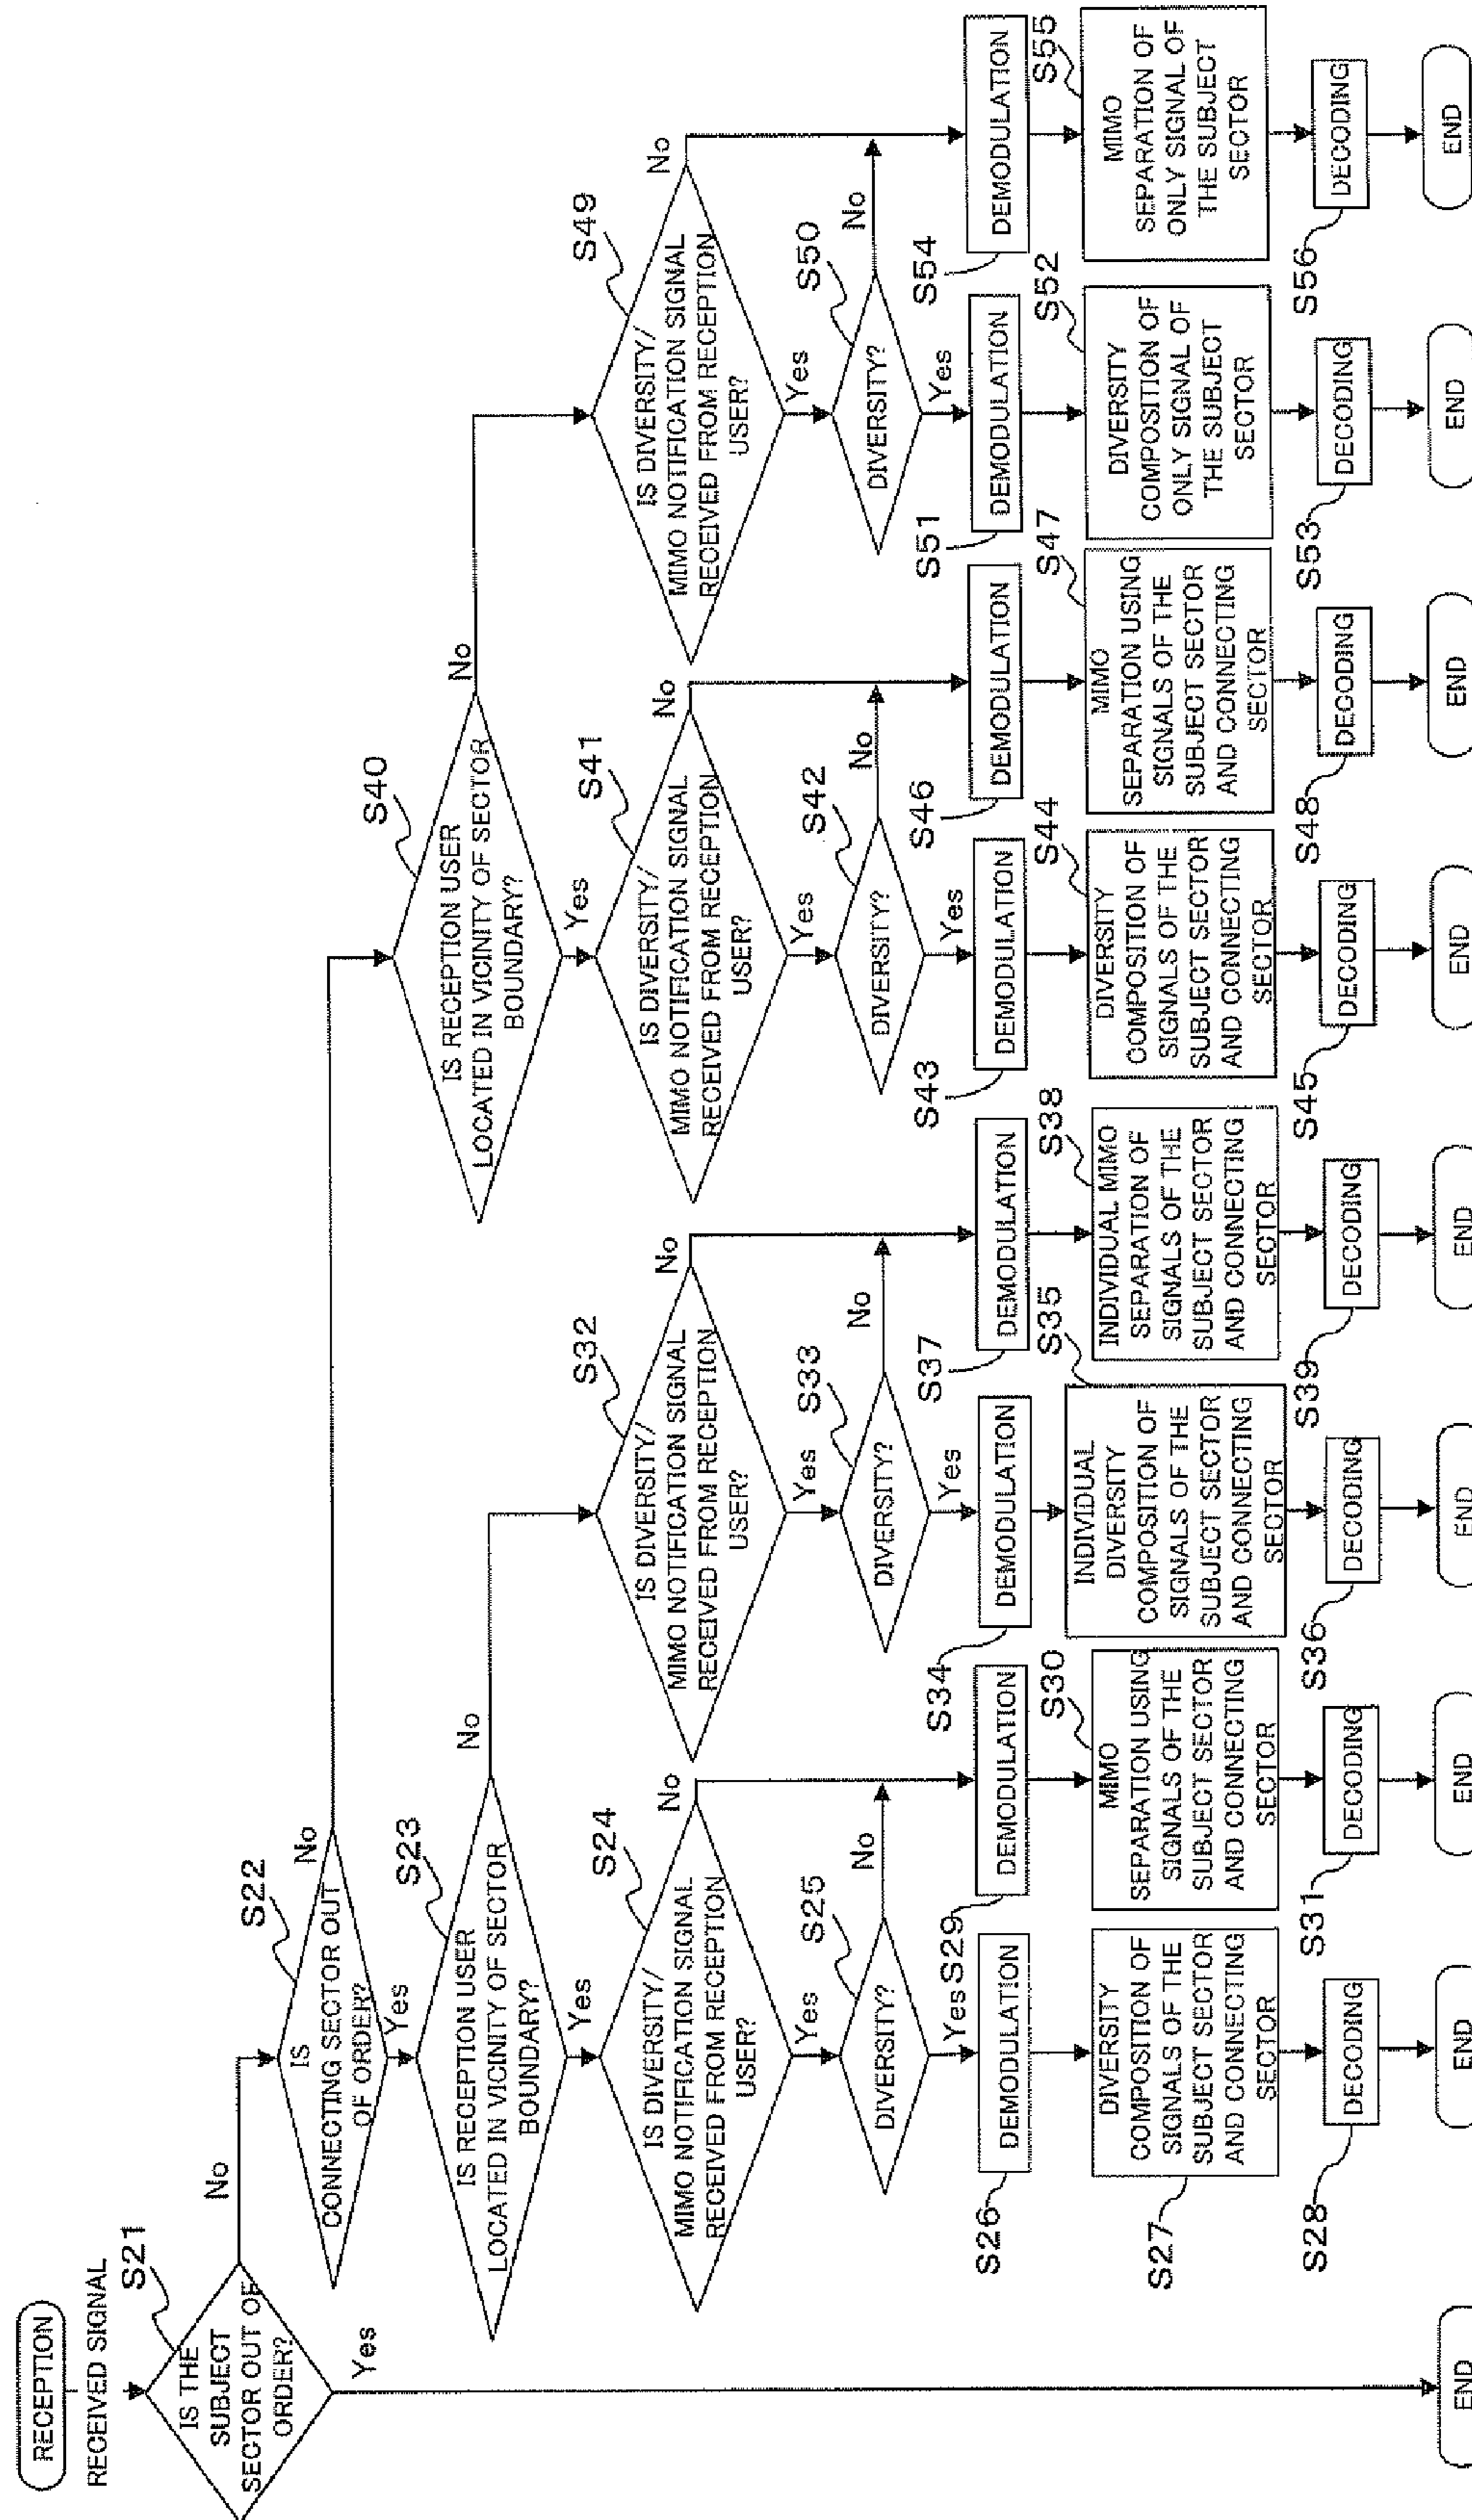 RECEPTION
RECEIVED SIGNAL
S21
IS THE
SUBJECT
SECTOR OUT OF
ORDER?
No
Yes
END
S22
IS
CONNECTING SECTOR OUT
OF ORDER?
No
Yes
S23
IS RECEPTION USER
LOCATED IN VICINITY OF SECTOR
BOUNDARY?
No
Yes
S24
IS DIVERSITY/
MIMO NOTIFICATION SIGNAL
RECEIVED FROM RECEPTION
USER?
No
Yes
S25
DIVERSITY?
No
Yes
S26
DEMODULATION
S27
DIVERSITY
COMPOSITION OF
SIGNALS OF THE
SUBJECT SECTOR
AND CONNECTING
SECTOR
S28
DECODING
END
S29
DEMODULATION
S30
MIMO
SEPARATION USING
SIGNALS OF THE
SUBJECT SECTOR
AND CONNECTING
SECTOR
S31
DECODING
END
S32
IS DIVERSITY/
MIMO NOTIFICATION SIGNAL
RECEIVED FROM RECEPTION
USER?
No
Yes
S33
DIVERSITY?
No
Yes
S34
DEMODULATION
S35
INDIVIDUAL
DIVERSITY
COMPOSITION OF
SIGNALS OF THE
SUBJECT SECTOR
AND CONNECTING
SECTOR
S36
DECODING
END
S37
DEMODULATION
S38
INDIVIDUAL MIMO
SEPARATION OF
SIGNALS OF THE
SUBJECT SECTOR
AND CONNECTING
SECTOR
S39
DECODING
END
S40
IS RECEPTION USER
LOCATED IN VICINITY OF SECTOR
BOUNDARY?
No
Yes
S41
IS DIVERSITY/
MIMO NOTIFICATION SIGNAL
RECEIVED FROM RECEPTION
USER?
No
Yes
S42
DIVERSITY?
No
Yes
S43
DEMODULATION
S44
DIVERSITY
COMPOSITION OF
SIGNALS OF THE
SUBJECT SECTOR
AND CONNECTING
SECTOR
S45
DECODING
END
S46
DEMODULATION
S47
MIMO
SEPARATION USING
SIGNALS OF THE
SUBJECT SECTOR
AND CONNECTING
SECTOR
S48
DECODING
END
S49
IS DIVERSITY/
MIMO NOTIFICATION SIGNAL
RECEIVED FROM RECEPTION
USER?
No
Yes
S50
DIVERSITY?
No
Yes
S51
DEMODULATION
S52
DIVERSITY
COMPOSITION OF
ONLY SIGNAL OF
THE SUBJECT
SECTOR
S53
DECODING
END
S54
DEMODULATION
S55
MIMO
SEPARATION OF
ONLY SIGNAL OF
THE SUBJECT
SECTOR
S56
DECODING
END